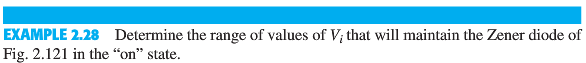 EXAMPLE 2.28 Determine the range of values of Vi that will maintain the Zener diode of
Fig. 2.121 in the “on” state.